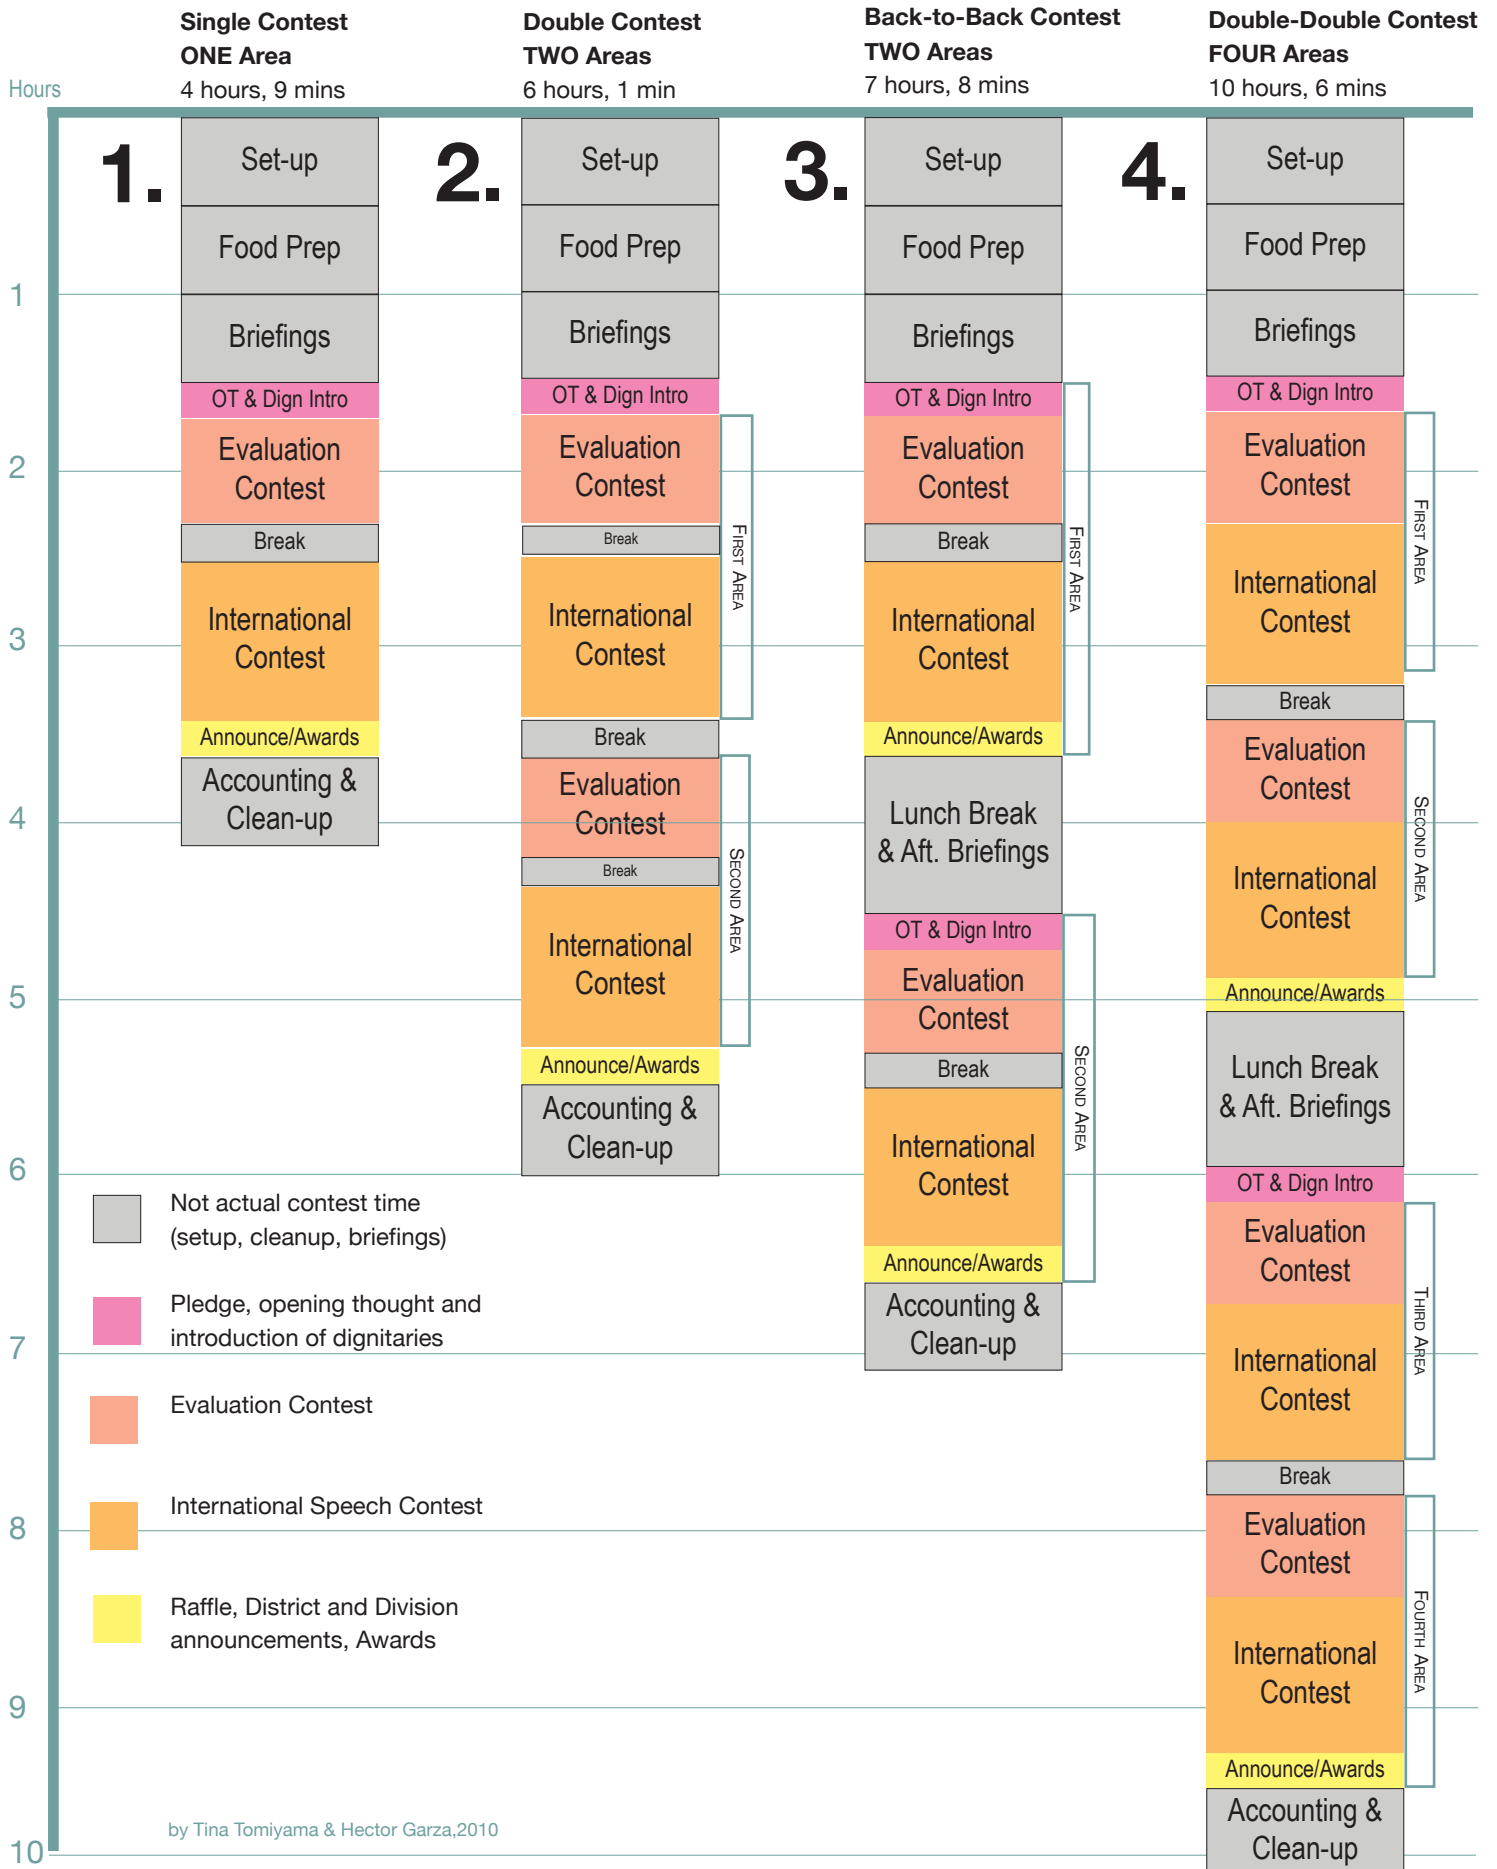 Single Contest
ONE Area
4 hours, 9 mins
Double Contest
TWO Areas
6 hours, 1 min
Back-to-Back Contest
TWO Areas
7 hours, 8 mins
Double-Double Contest
FOUR Areas
10 hours, 6 mins
Hours
1
2
3
4
5
6
7
8
9
10
1.
Set-up
Food Prep
Briefings
OT & Dign Intro
Evaluation
Contest
Break
International
Contest
Announce/Awards
Accounting &
Clean-up
2.
Set-up
Food Prep
Briefings
OT & Dign Intro
Evaluation
Contest
Break
International
Contest
FIRST AREA
Break
Evaluation
Contest
Break
International
Contest
SECOND AREA
Announce/Awards
Accounting &
Clean-up
3.
Set-up
Food Prep
Briefings
OT & Dign Intro
Evaluation
Contest
Break
International
Contest
Announce/Awards
FIRST AREA
Lunch Break
& Aft. Briefings
OT & Dign Intro
Evaluation
Contest
Break
International
Contest
Announce/Awards
SECOND AREA
Accounting &
Clean-up
4.
Set-up
Food Prep
Briefings
OT & Dign Intro
Evaluation
Contest
International
Contest
FIRST AREA
Break
Evaluation
Contest
International
Contest
SECOND AREA
Announce/Awards
Lunch Break
& Aft. Briefings
OT & Dign Intro
Evaluation
Contest
International
Contest
THIRD AREA
Break
Evaluation
Contest
International
Contest
Announce/Awards
FOURTH AREA
Accounting &
Clean-up
Not actual contest time
(setup, cleanup, briefings)
Pledge, opening thought and
introduction of dignitaries
Evaluation Contest
International Speech Contest
Raffle, District and Division
announcements, Awards
by Tina Tomiyama & Hector Garza,2010